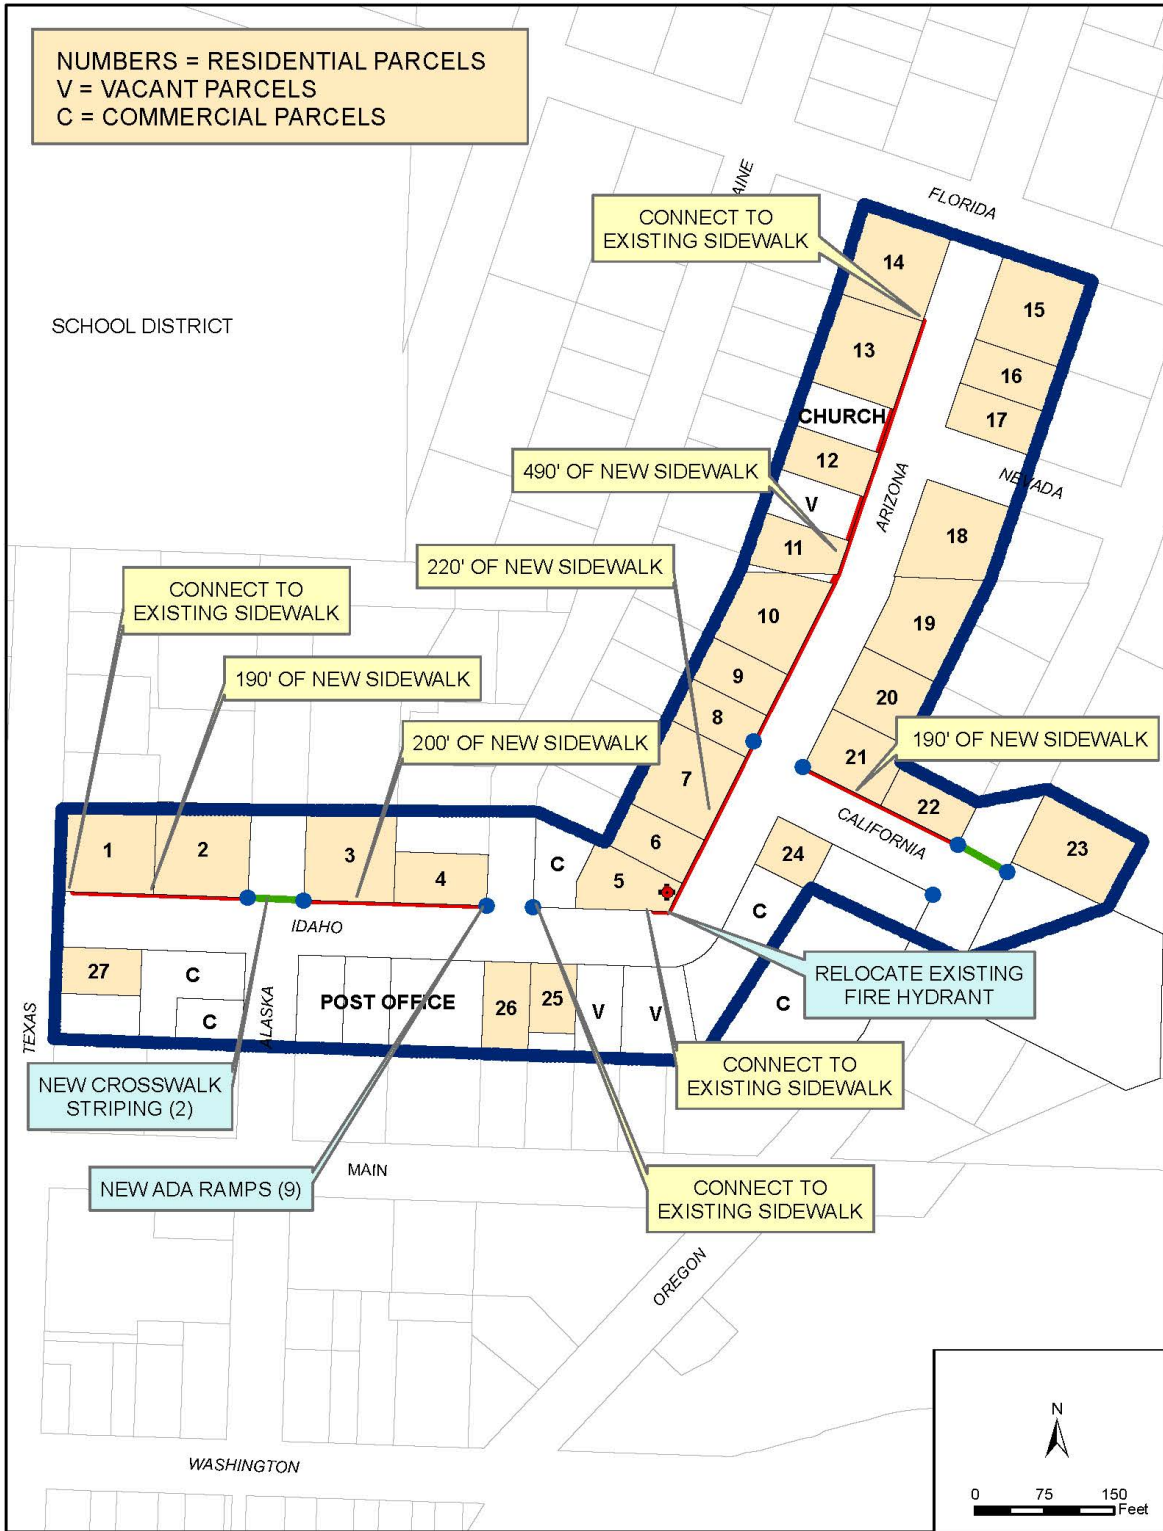 NUMBERS = RESIDENTIAL PARCELS
V = VACANT PARCELS
C = COMMERCIAL PARCELS
AINE
FLORIDA
CONNECT TO
EXISTING SIDEWALK
14
15
SCHOOL DISTRICT
13
16
17
CHURCH
12
490' OF NEW SIDEWALK
NEVADA
ARIZONA
V
18
11
220' OF NEW SIDEWALK
CONNECT TO
EXISTING SIDEWALK
10
19
9
190' OF NEW SIDEWALK
20
8
200' OF NEW SIDEWALK
190' OF NEW SIDEWALK
21
7
22
CALIFORNIA
6
23
1
2
3
24
C
4
5
C
IDAHO
27
C
RELOCATE EXISTING
FIRE HYDRANT
POST OFFICE
26
25
V
V
C
C
TEXAS
ALASKA
CONNECT TO
EXISTING SIDEWALK
NEW CROSSWALK
STRIPING (2)
MAIN
NEW ADA RAMPS (9)
CONNECT TO
EXISTING SIDEWALK
OREGON
WASHINGTON
N
0 75 150
Feet